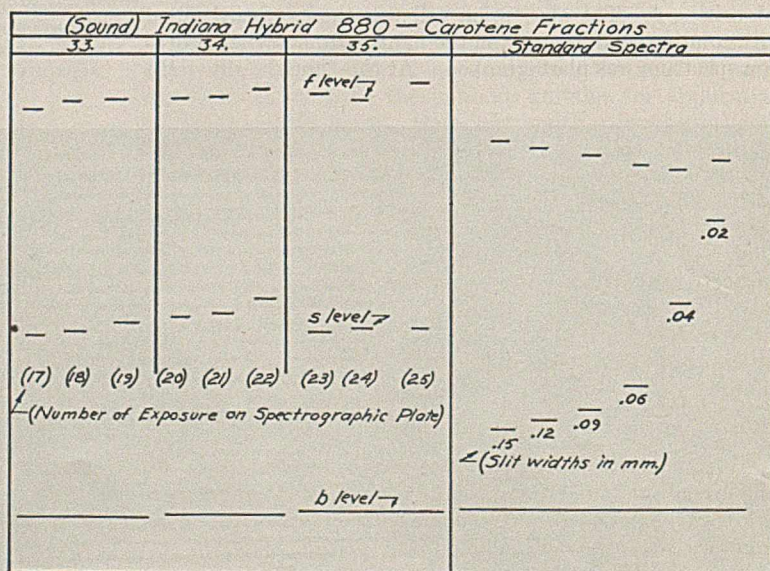 (Sound) Indiana Hybrid 880 — Carotene Fractions
33. 34. 35. Standard Spectra
f level
.02
.04
s level
(17) (18) (19) (20) (21) (22) (23) (24) (25)
.06
(Number of Exposure on Spectrographic Plate)
.15 .12 .09
(Slit widths in mm.)
b level